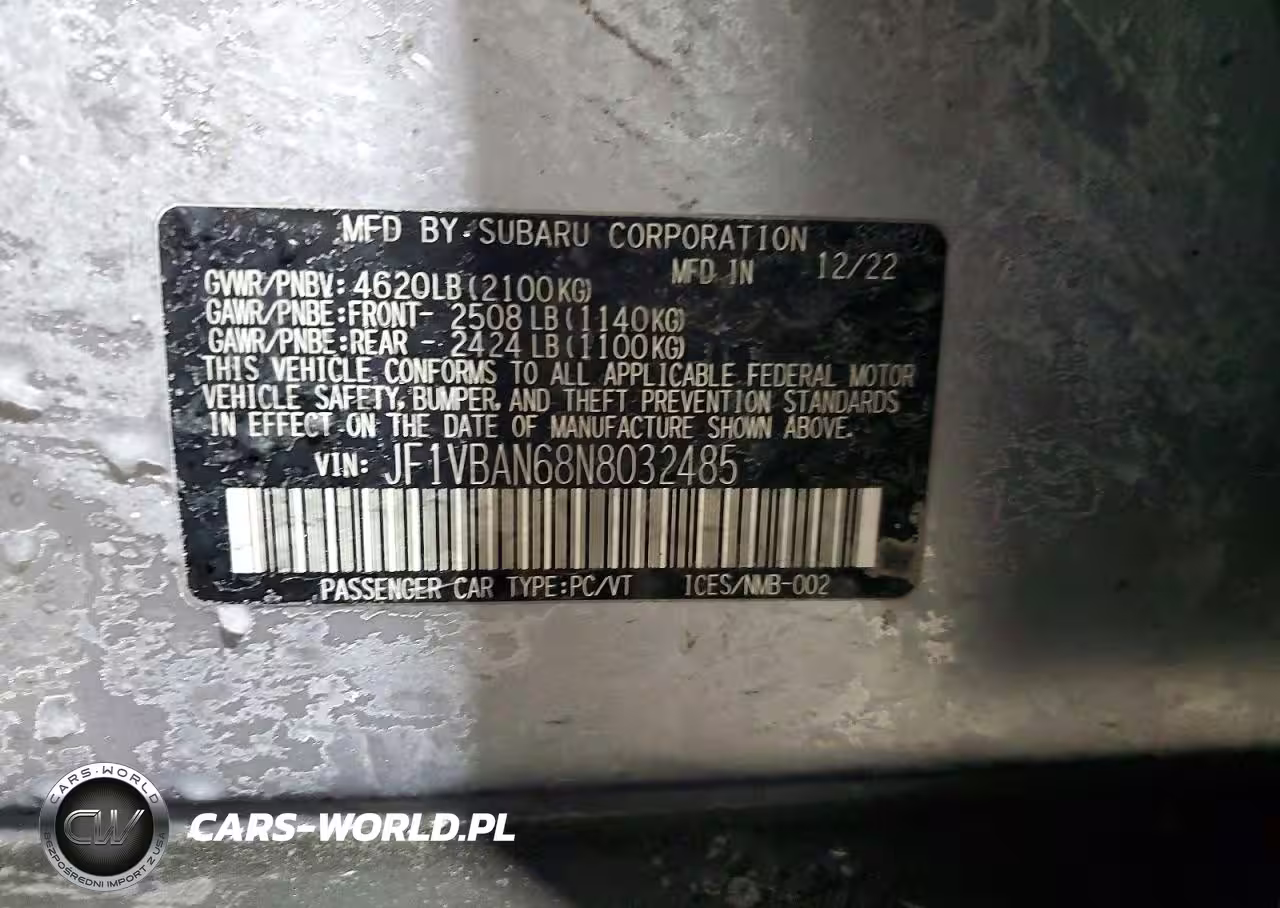 MFD BY SUBARU CORPORATION
MFD IN 12/22
GVWR/PNBV: 4620LB(2100KG)
GAWR/PNBE:FRONT- 2508 LB(1140KG)
GAWR/PNBE:REAR - 2424 LB(1100KG)
THIS VEHICLE CONFORMS TO ALL APPLICABLE FEDERAL MOTOR
VEHICLE SAFETY, BUMPER, AND THEFT PREVENTION STANDARDS
IN EFFECT ON THE DATE OF MANUFACTURE SHOWN ABOVE.
VIN: JF1VBAN68N8032485
PASSENGER CAR TYPE:PC/VT ICES/NMB-002
CARS-WORLD
CW
BEZPOŚREDNI IMPORT Z USA
CARS-WORLD.PL